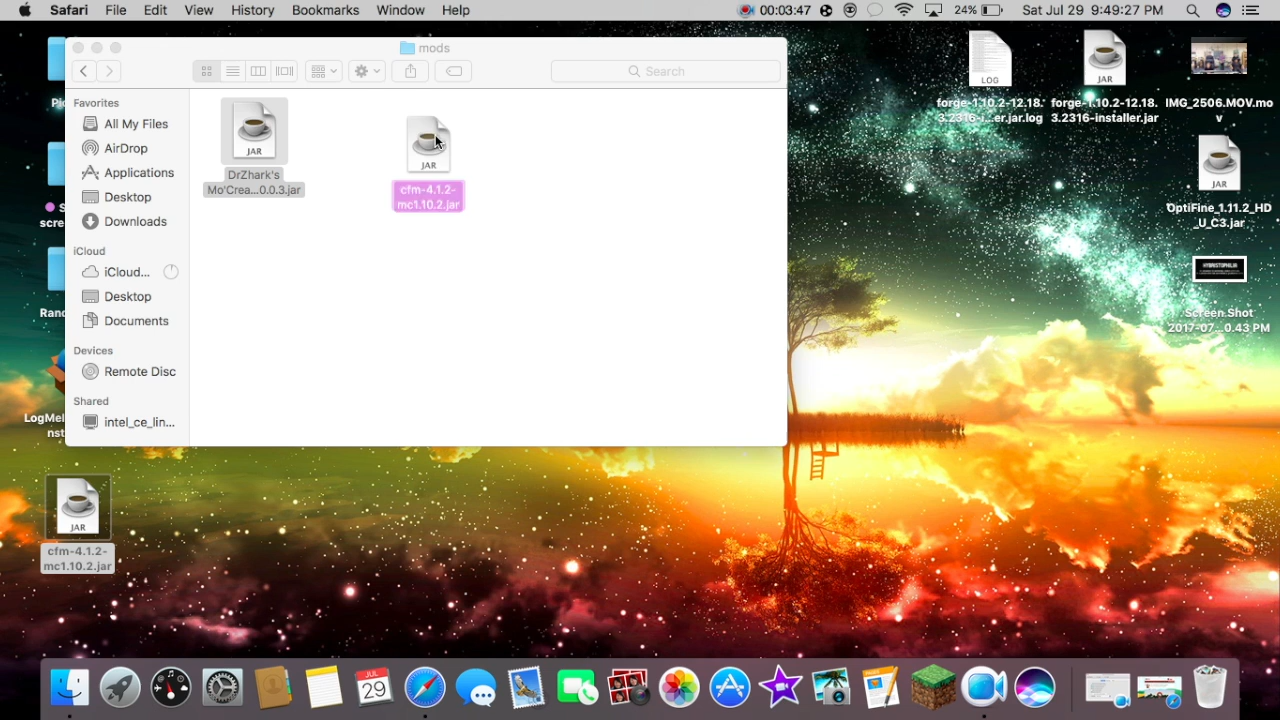 Safari File Edit View History Bookmarks Window Help 00:03:47 24% Sat Jul 29 9:49:27 PM
mods
Search
Favorites
All My Files
AirDrop
Applications
Desktop
Downloads
iCloud
iCloud...
Desktop
Documents
Devices
Remote Disc
Shared
intel_ce_lin...
JAR
DrZhark's
Mo'Crea...0.0.3.jar
JAR
cfm-4.1.2-
mc1.10.2.jar
LOG
forge-1.10.2-12.18.
3.2316-i...er.jar.log
JAR
forge-1.10.2-12.18.
3.2316-installer.jar
IMG_2506.MOV.mo
v
JAR
OptiFine_1.11.2_HD
_U_C3.jar
Screen Shot
2017-07...0.43 PM
Pic
S
scre
Rand
LogMeI
nst
JAR
cfm-4.1.2-
mc1.10.2.jar
JUL
29